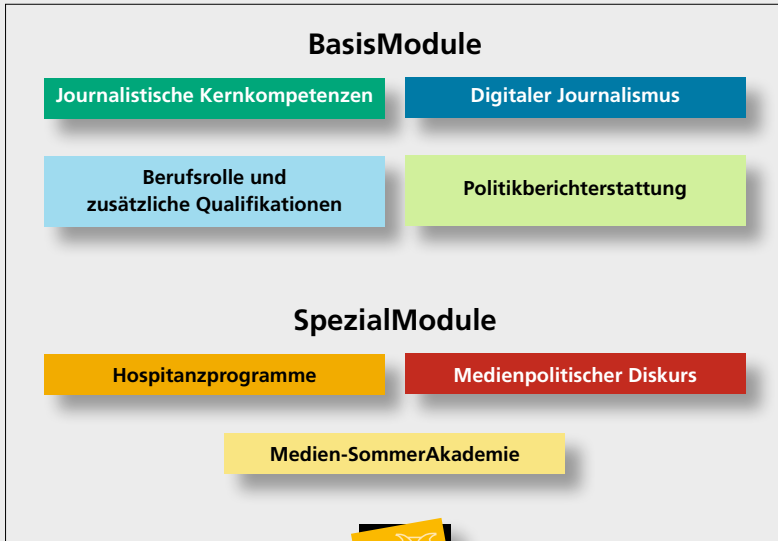 BasisModule
Journalistische Kernkompetenzen
Digitaler Journalismus
Berufsrolle und
zusätzliche Qualifikationen
Politikberichterstattung
SpezialModule
Hospitanzprogramme
Medienpolitischer Diskurs
Medien-SommerAkademie